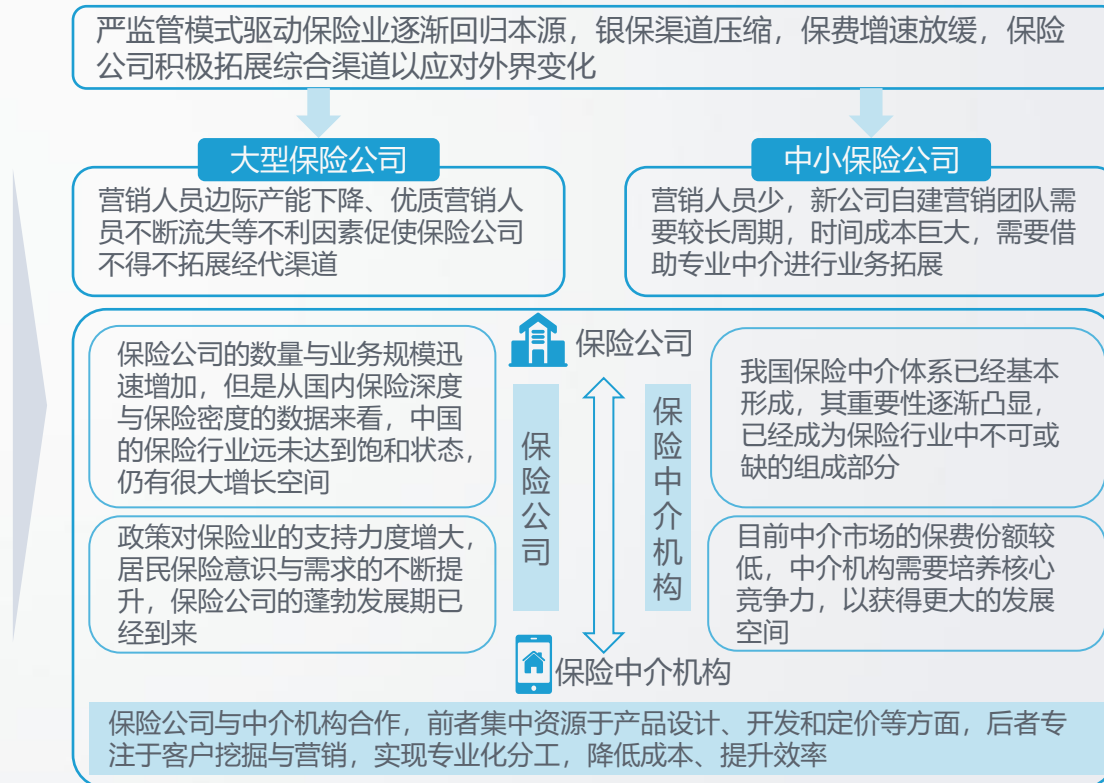 严监管模式驱动保险业逐渐回归本源，银保渠道压缩，保费增速放缓，保险
公司积极拓展综合渠道以应对外界变化
大型保险公司
营销人员边际产能下降、优质营销人
员不断流失等不利因素促使保险公司
不得不拓展经代渠道
中小保险公司
营销人员少，新公司自建营销团队需
要较长周期，时间成本巨大，需要借
助专业中介进行业务拓展
保险公司
保险公司的数量与业务规模迅
速增加，但是从国内保险深度
与保险密度的数据来看，中国
的保险行业远未达到饱和状态，
仍有很大增长空间
政策对保险业的支持力度增大，
居民保险意识与需求的不断提
升，保险公司的蓬勃发展期已
经到来
保险公司
保险中介机构
我国保险中介体系已经基本
形成，其重要性逐渐凸显，
已经成为保险行业中不可或
缺的组成部分
目前中介市场的保费份额较
低，中介机构需要培养核心
竞争力，以获得更大的发展
空间
保险中介机构
保险公司与中介机构合作，前者集中资源于产品设计、开发和定价等方面，后者专
注于客户挖掘与营销，实现专业化分工，降低成本、提升效率